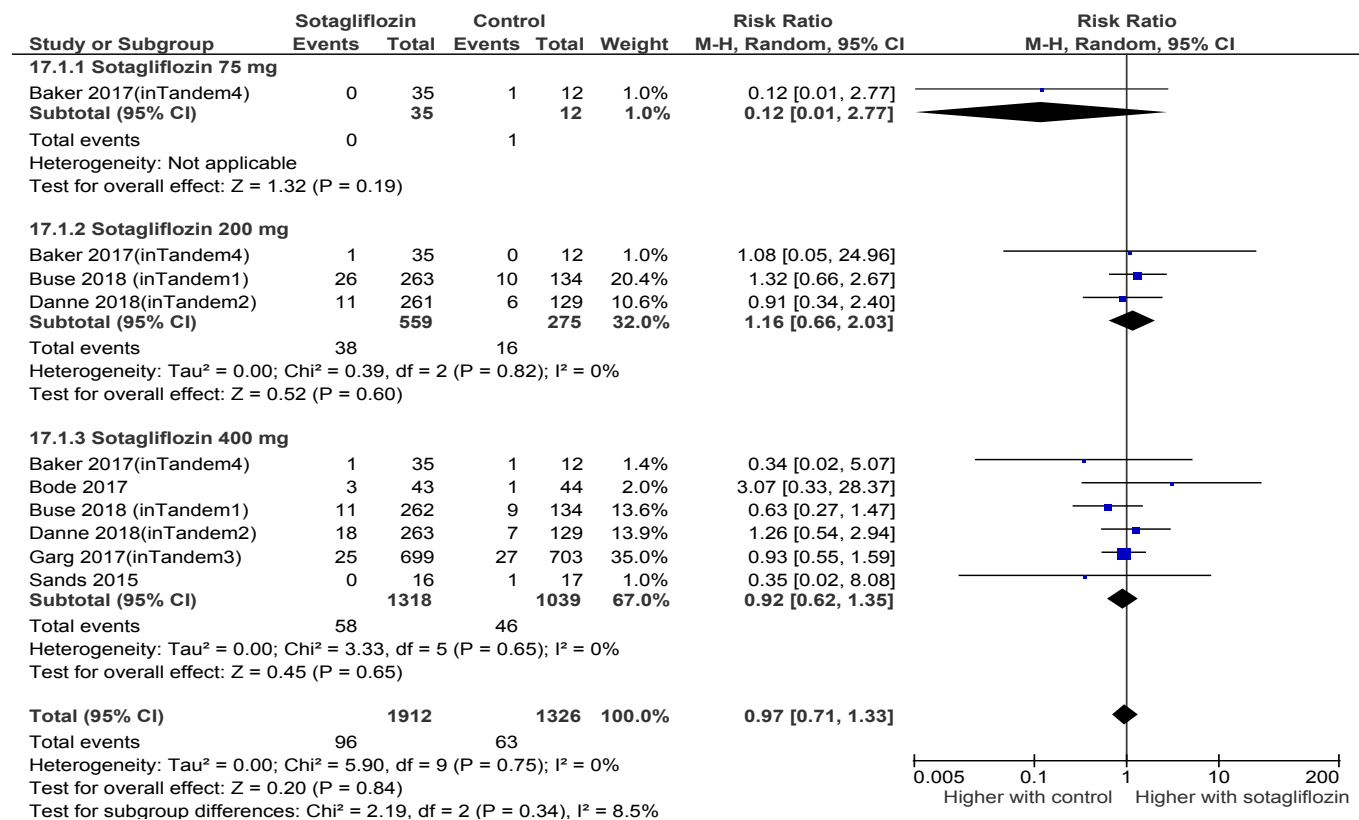 Sotagliflozin Control Risk Ratio Risk Ratio
Study or Subgroup Events Total Events Total Weight M-H, Random, 95% CI M-H, Random, 95% CI
17.1.1 Sotagliflozin 75 mg
Baker 2017(inTandem4) 0 35 1 12 1.0% 0.12 [0.01, 2.77]
Subtotal (95% CI) 35 12 1.0% 0.12 [0.01, 2.77]
Total events 0 1
Heterogeneity: Not applicable
Test for overall effect: Z = 1.32 (P = 0.19)
17.1.2 Sotagliflozin 200 mg
Baker 2017(inTandem4) 1 35 0 12 1.0% 1.08 [0.05, 24.96]
Buse 2018 (inTandem1) 26 263 10 134 20.4% 1.32 [0.66, 2.67]
Danne 2018(inTandem2) 11 261 6 129 10.6% 0.91 [0.34, 2.40]
Subtotal (95% CI) 559 275 32.0% 1.16 [0.66, 2.03]
Total events 38 16
Heterogeneity: Tau² = 0.00; Chi² = 0.39, df = 2 (P = 0.82); I² = 0%
Test for overall effect: Z = 0.52 (P = 0.60)
17.1.3 Sotagliflozin 400 mg
Baker 2017(inTandem4) 1 35 1 12 1.4% 0.34 [0.02, 5.07]
Bode 2017 3 43 1 44 2.0% 3.07 [0.33, 28.37]
Buse 2018 (inTandem1) 11 262 9 134 13.6% 0.63 [0.27, 1.47]
Danne 2018(inTandem2) 18 263 7 129 13.9% 1.26 [0.54, 2.94]
Garg 2017(inTandem3) 25 699 27 703 35.0% 0.93 [0.55, 1.59]
Sands 2015 0 16 1 17 1.0% 0.35 [0.02, 8.08]
Subtotal (95% CI) 1318 1039 67.0% 0.92 [0.62, 1.35]
Total events 58 46
Heterogeneity: Tau² = 0.00; Chi² = 3.33, df = 5 (P = 0.65); I² = 0%
Test for overall effect: Z = 0.45 (P = 0.65)
Total (95% CI) 1912 1326 100.0% 0.97 [0.71, 1.33]
Total events 96 63
Heterogeneity: Tau² = 0.00; Chi² = 5.90, df = 9 (P = 0.75); I² = 0%
Test for overall effect: Z = 0.20 (P = 0.84)
Test for subgroup differences: Chi² = 2.19, df = 2 (P = 0.34), I² = 8.5%
0.005 0.1 1 10 200
Higher with control Higher with sotagliflozin